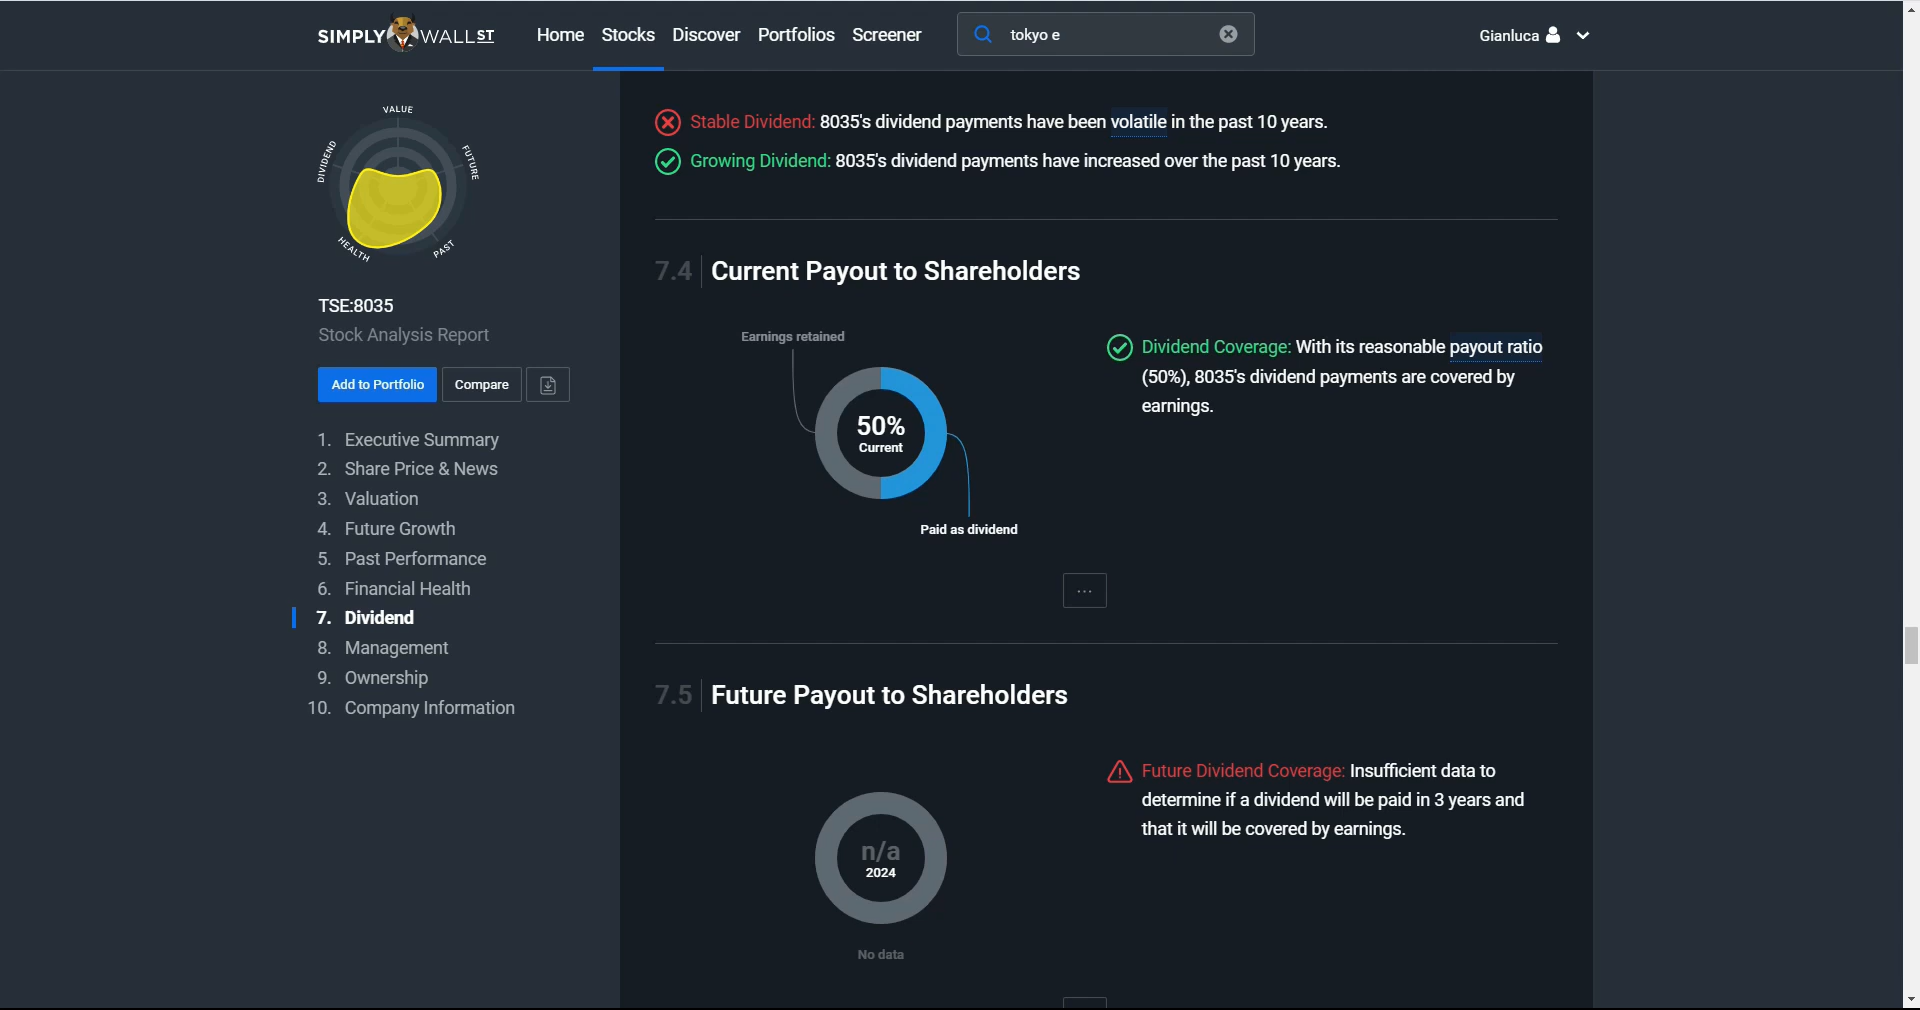 SIMPLY WALL ST
Home Stocks Discover Portfolios Screener
tokyo e
Gianluca
VALUE
FUTURE
PAST
HEALTH
DIVIDEND
TSE:8035
Stock Analysis Report
Add to Portfolio
Compare
1. Executive Summary
2. Share Price & News
3. Valuation
4. Future Growth
5. Past Performance
6. Financial Health
7. Dividend
8. Management
9. Ownership
10. Company Information
Stable Dividend: 8035's dividend payments have been volatile in the past 10 years.
Growing Dividend: 8035's dividend payments have increased over the past 10 years.
7.4 Current Payout to Shareholders
Earnings retained
50%
Current
Paid as dividend
Dividend Coverage: With its reasonable payout ratio
(50%), 8035's dividend payments are covered by
earnings.
...
7.5 Future Payout to Shareholders
n/a
2024
No data
Future Dividend Coverage: Insufficient data to
determine if a dividend will be paid in 3 years and
that it will be covered by earnings.